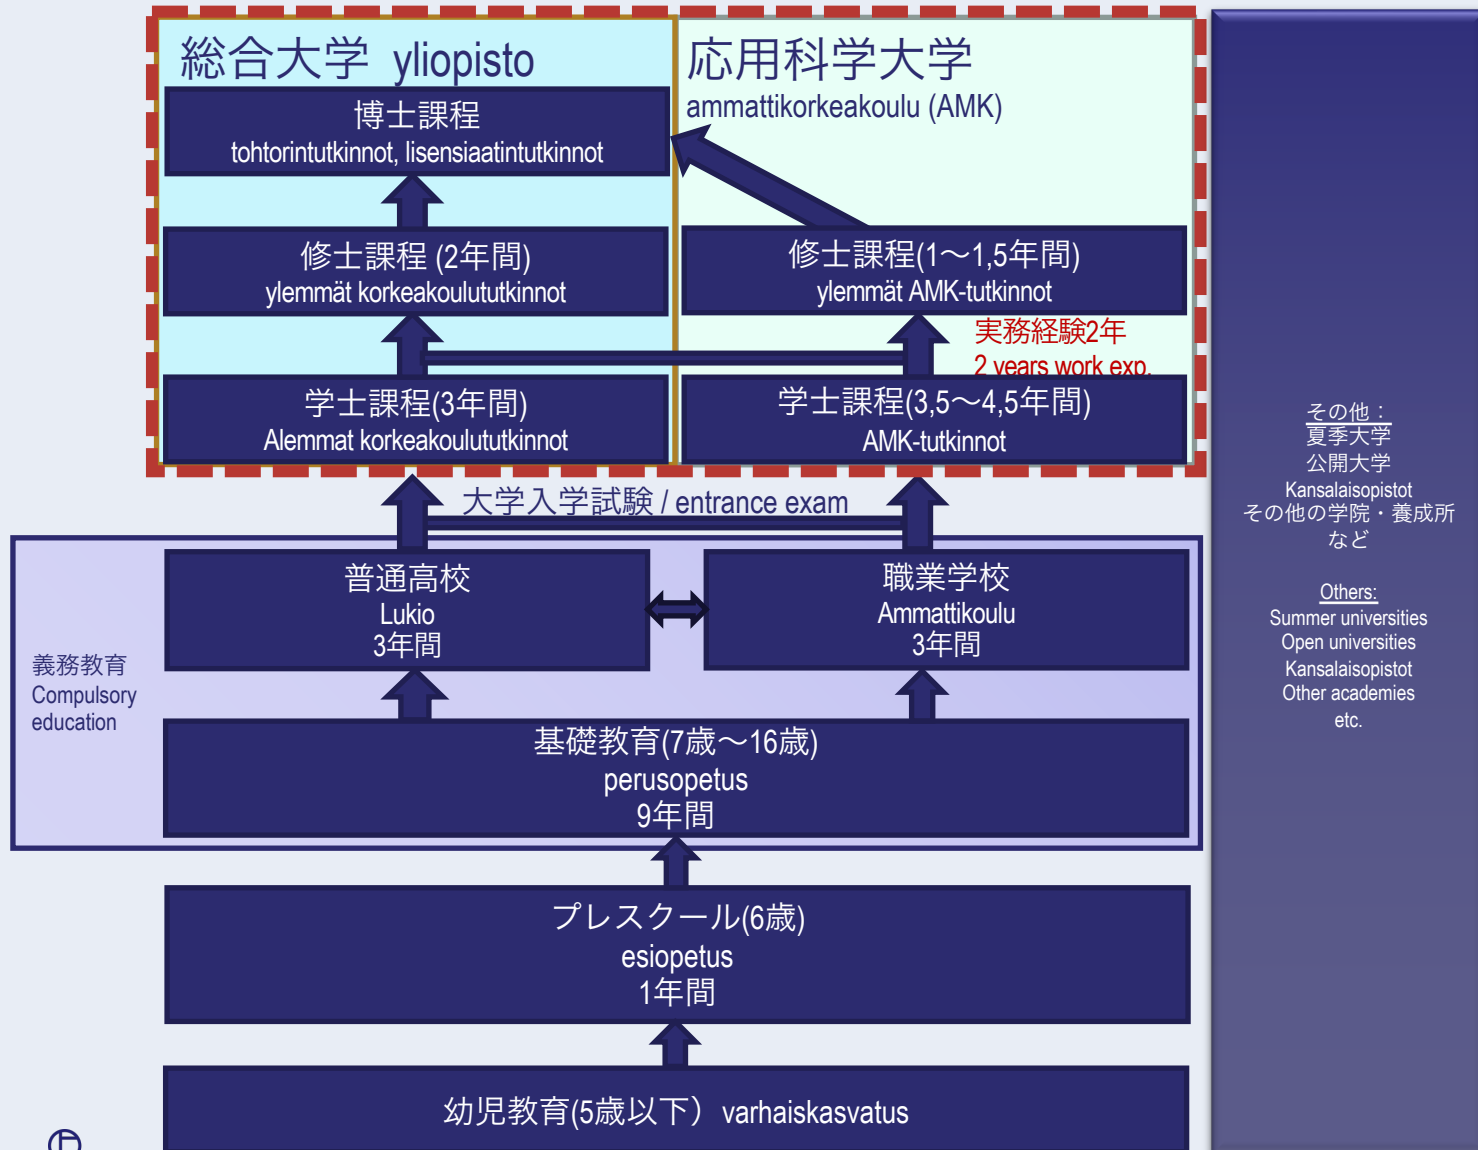 総合大学 yliopisto
応用科学大学
ammattikorkeakoulu (AMK)
博士課程
tohtorintutkinnot, lisensiaatintutkinnot
修士課程 (2年間)
ylemmät korkeakoulututkinnot
修士課程(1～1,5年間)
ylemmät AMK-tutkinnot
実務経験2年
2 years work exp.
学士課程(3年間)
Alemmat korkeakoulututkinnot
学士課程(3,5～4,5年間)
AMK-tutkinnot
大学入学試験 / entrance exam
普通高校
Lukio
3年間
職業学校
Ammattikoulu
3年間
義務教育
Compulsory
education
基礎教育(7歳～16歳)
perusopetus
9年間
プレスクール(6歳)
esiopetus
1年間
幼児教育(5歳以下）varhaiskasvatus
その他：
夏季大学
公開大学
Kansalaisopistot
その他の学院・養成所
など
Others:
Summer universities
Open universities
Kansalaisopistot
Other academies
etc.